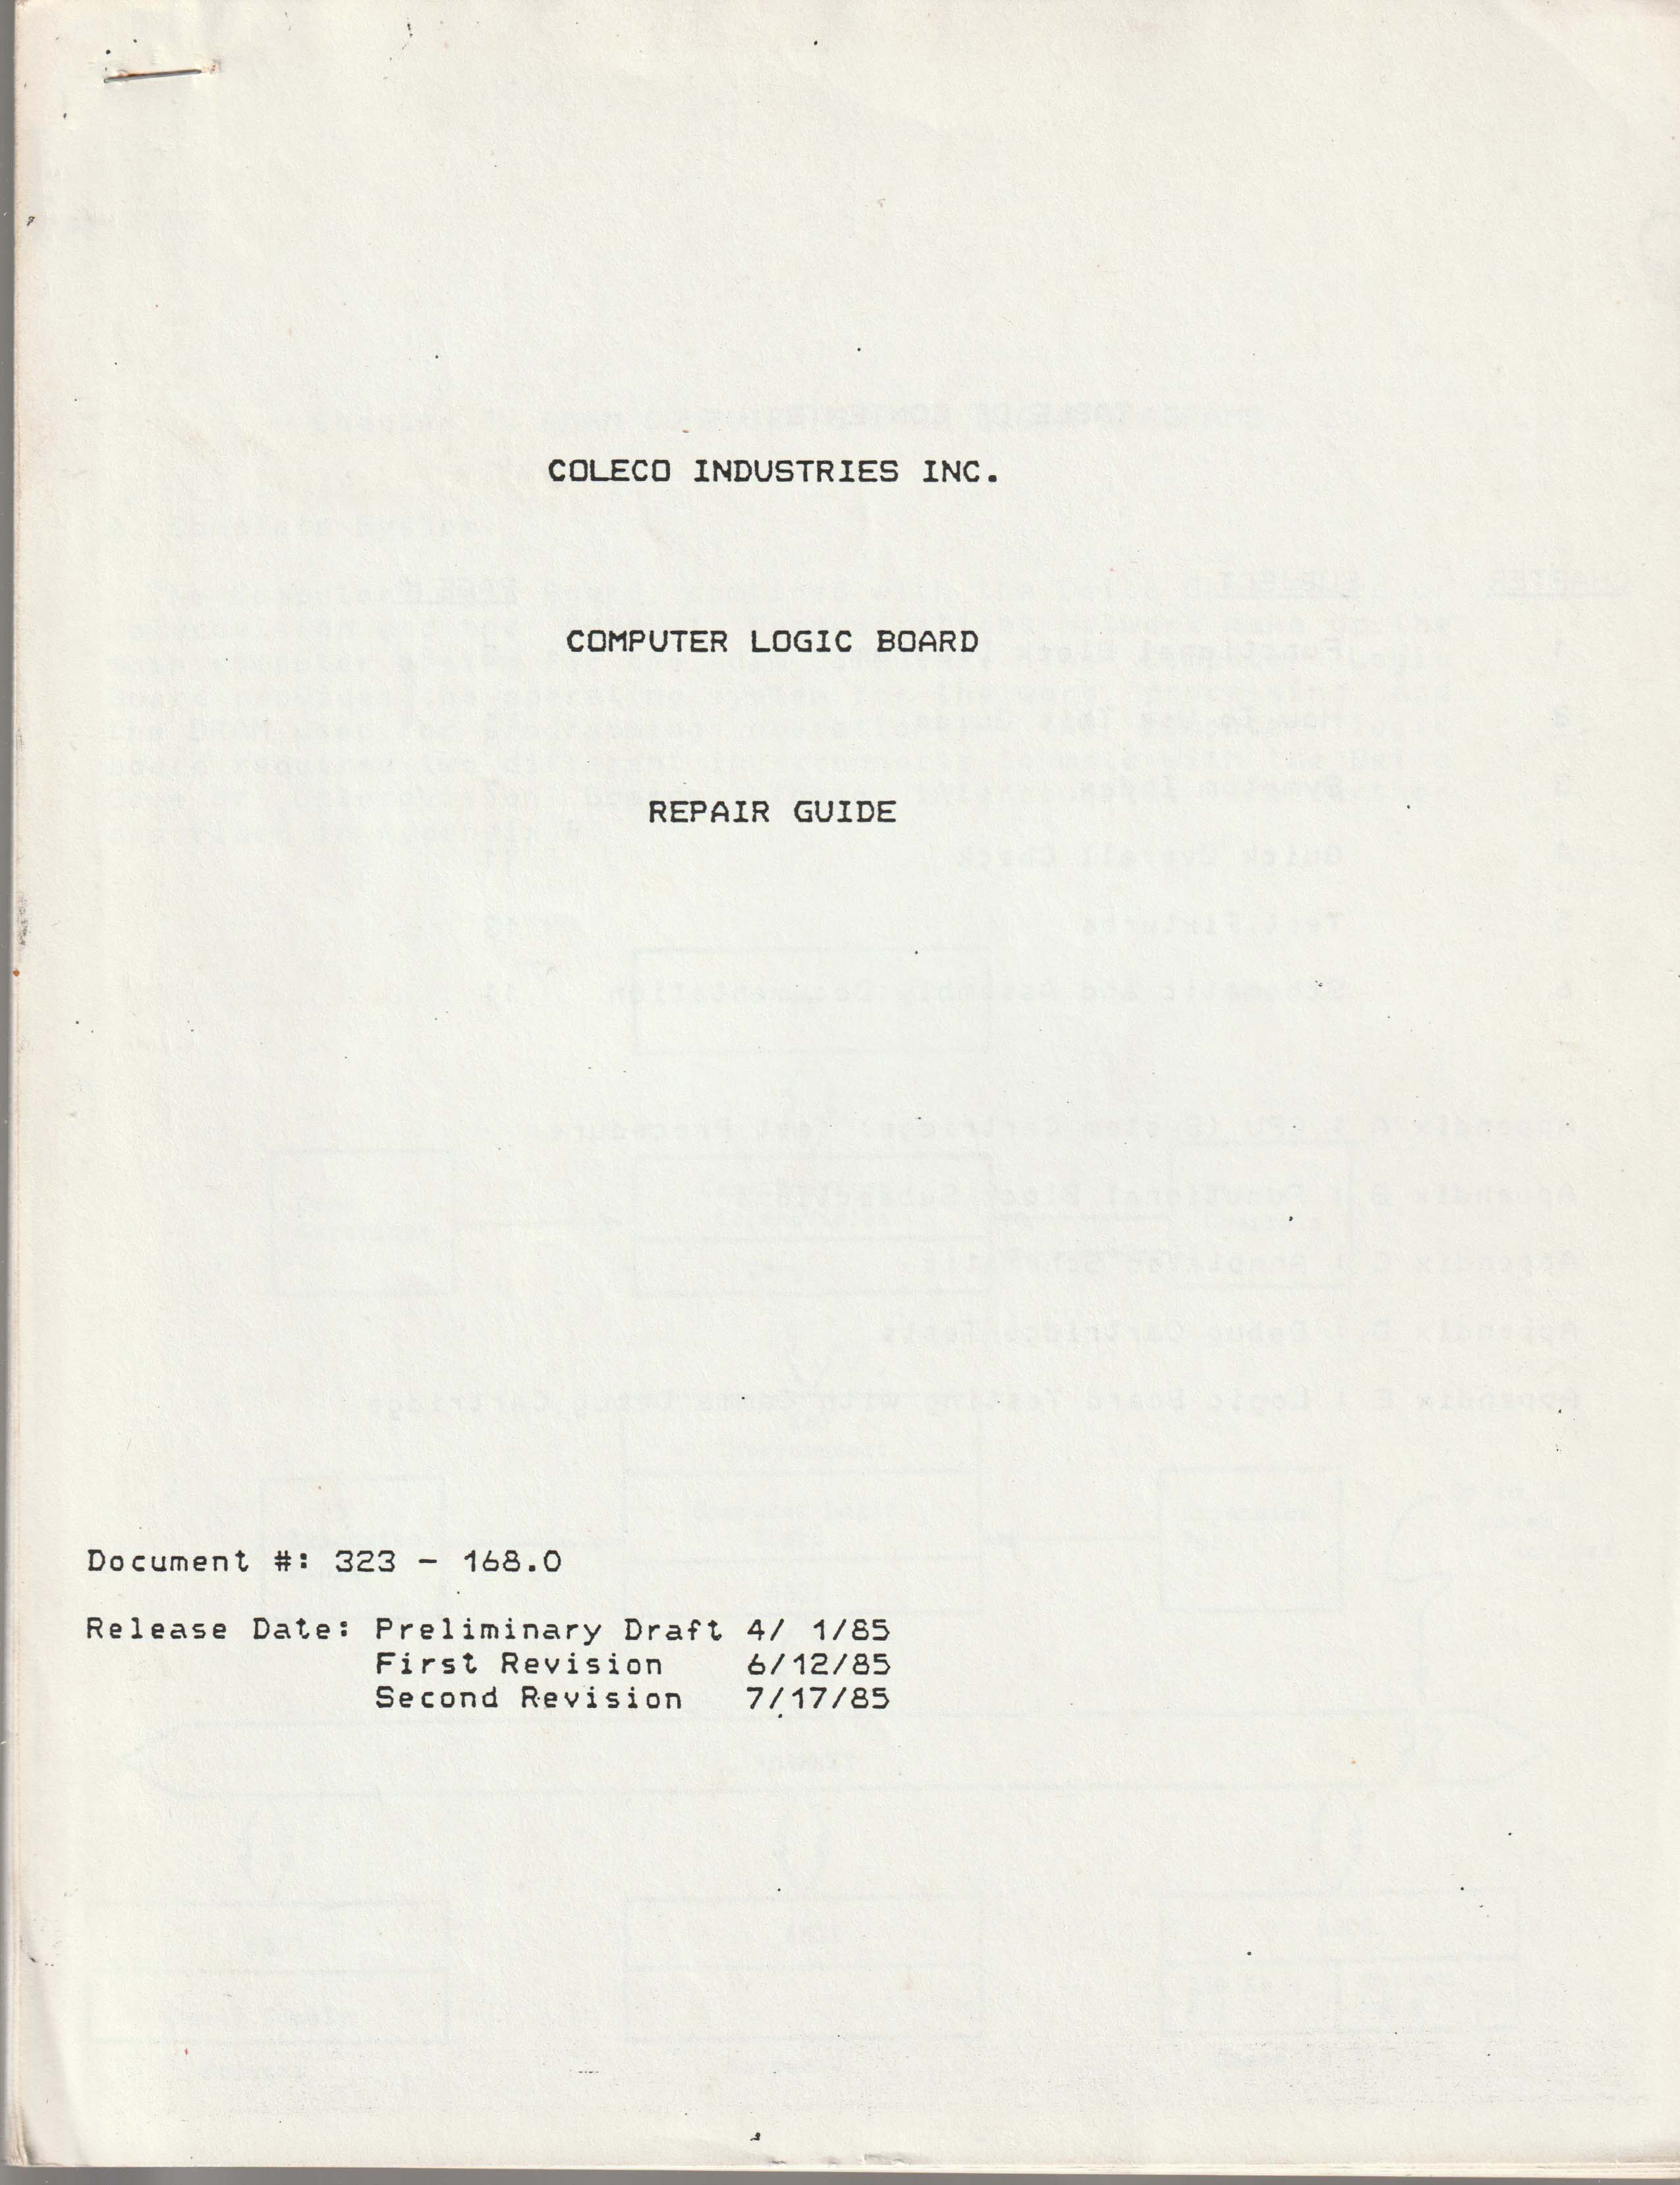 COLECO INDUSTRIES INC.
COMPUTER LOGIC BOARD
REPAIR GUIDE
Document #: 323 - 168.0
Release Date: Preliminary Draft 4/ 1/85
First Revision 6/12/85
Second Revision 7/17/85